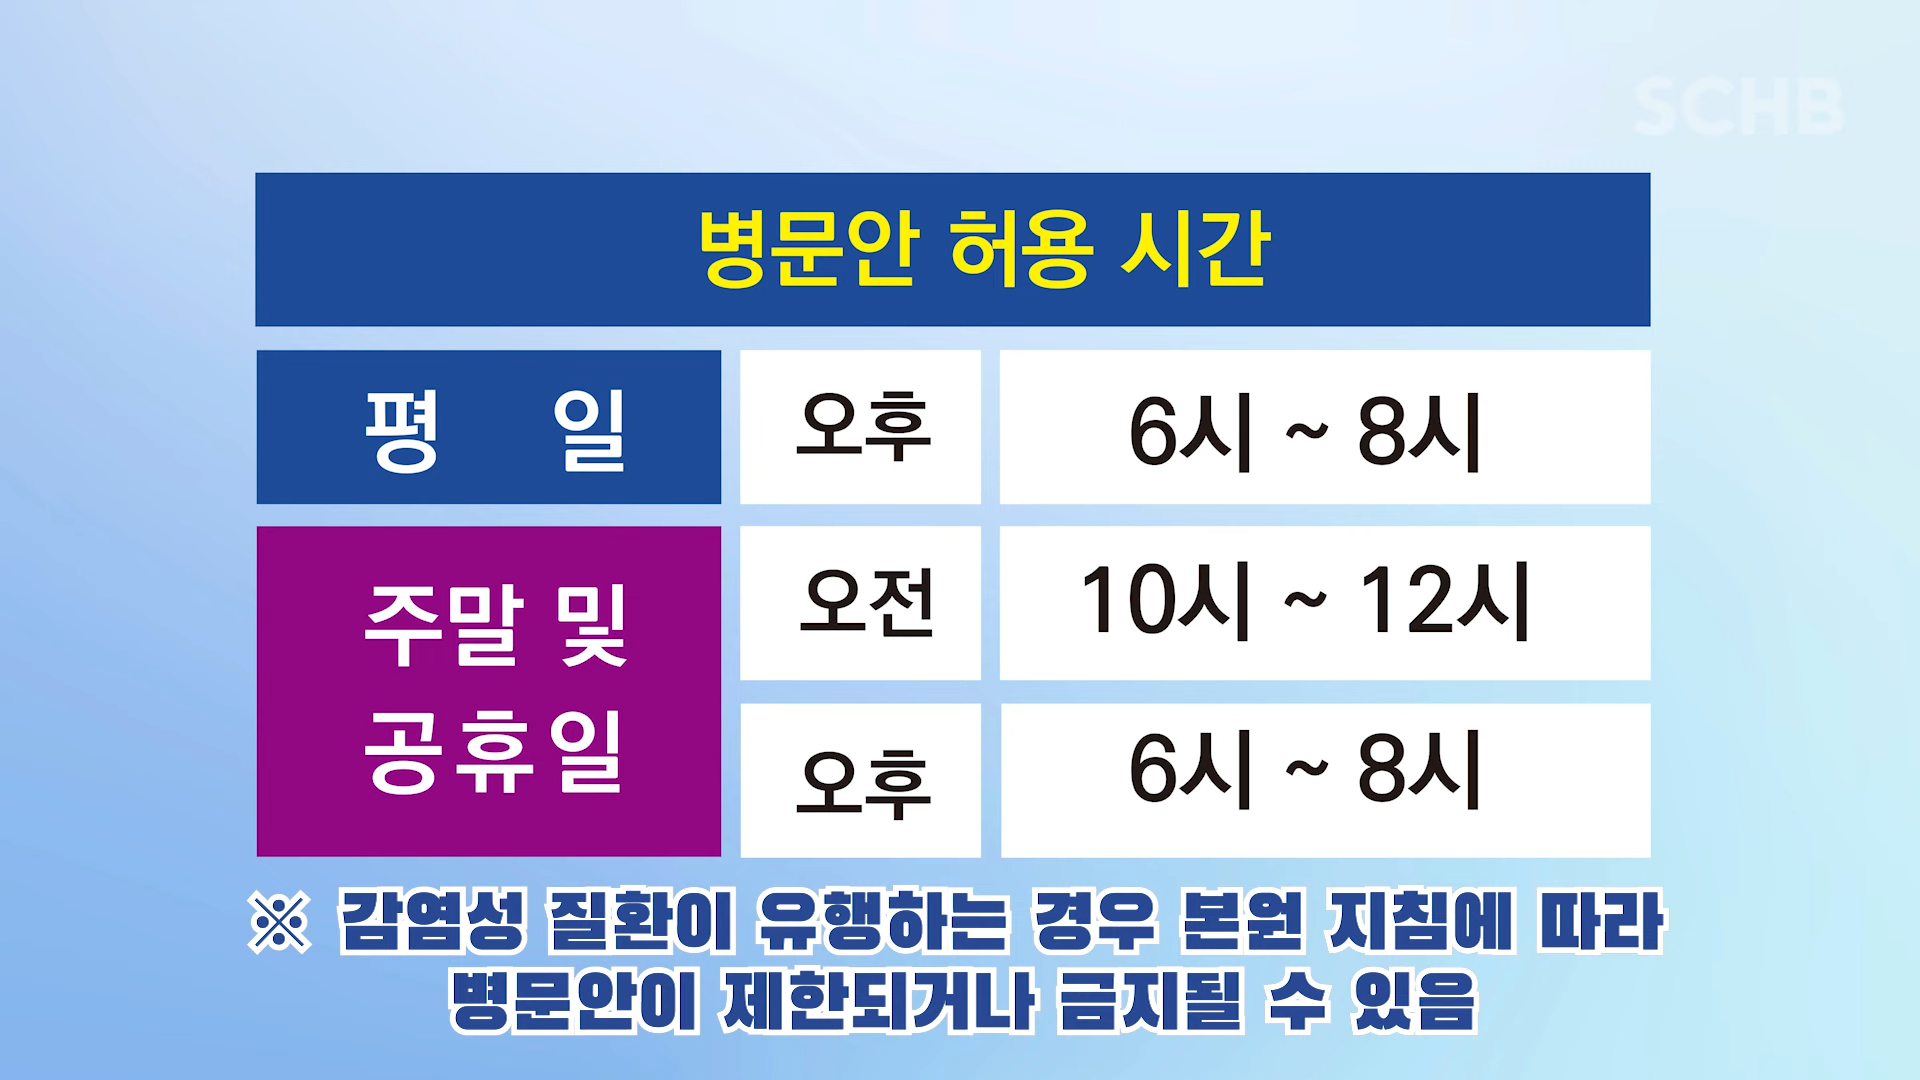 SCHB
병문안 허용 시간
평 일 오후 6시 ~ 8시
주말 및
공휴일
오전 10시 ~ 12시
오후 6시 ~ 8시
※ 감염성 질환이 유행하는 경우 본원 지침에 따라
병문안이 제한되거나 금지될 수 있음